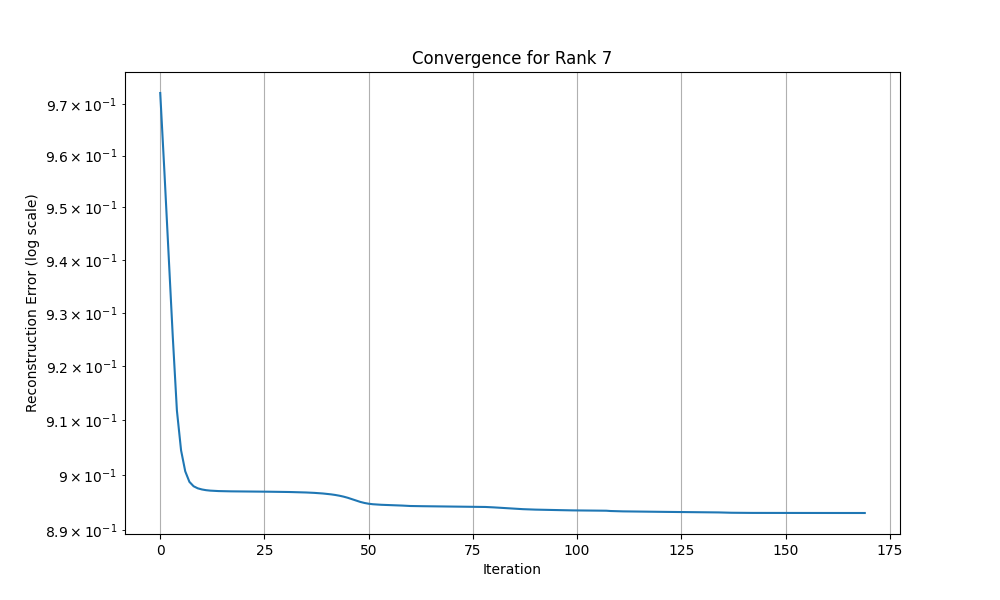 Convergence for Rank 7
Reconstruction Error (log scale)
9.7 × 10⁻¹
9.6 × 10⁻¹
9.5 × 10⁻¹
9.4 × 10⁻¹
9.3 × 10⁻¹
9.2 × 10⁻¹
9.1 × 10⁻¹
9 × 10⁻¹
8.9 × 10⁻¹
0 25 50 75 100 125 150 175
Iteration